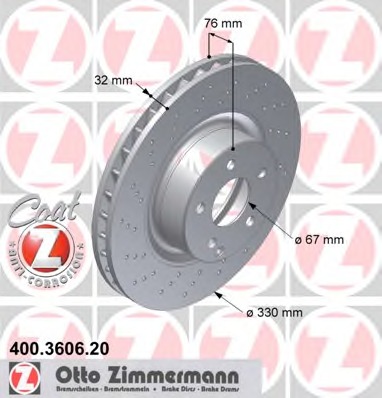 76 mm
32 mm
Coat
Z
ANTI-CORROSION
ø 67 mm
ø 330 mm
400.3606.20
Otto Zimmermann
Bremsscheiben - Bremstrommeln • Brake Discs - Brake Drums